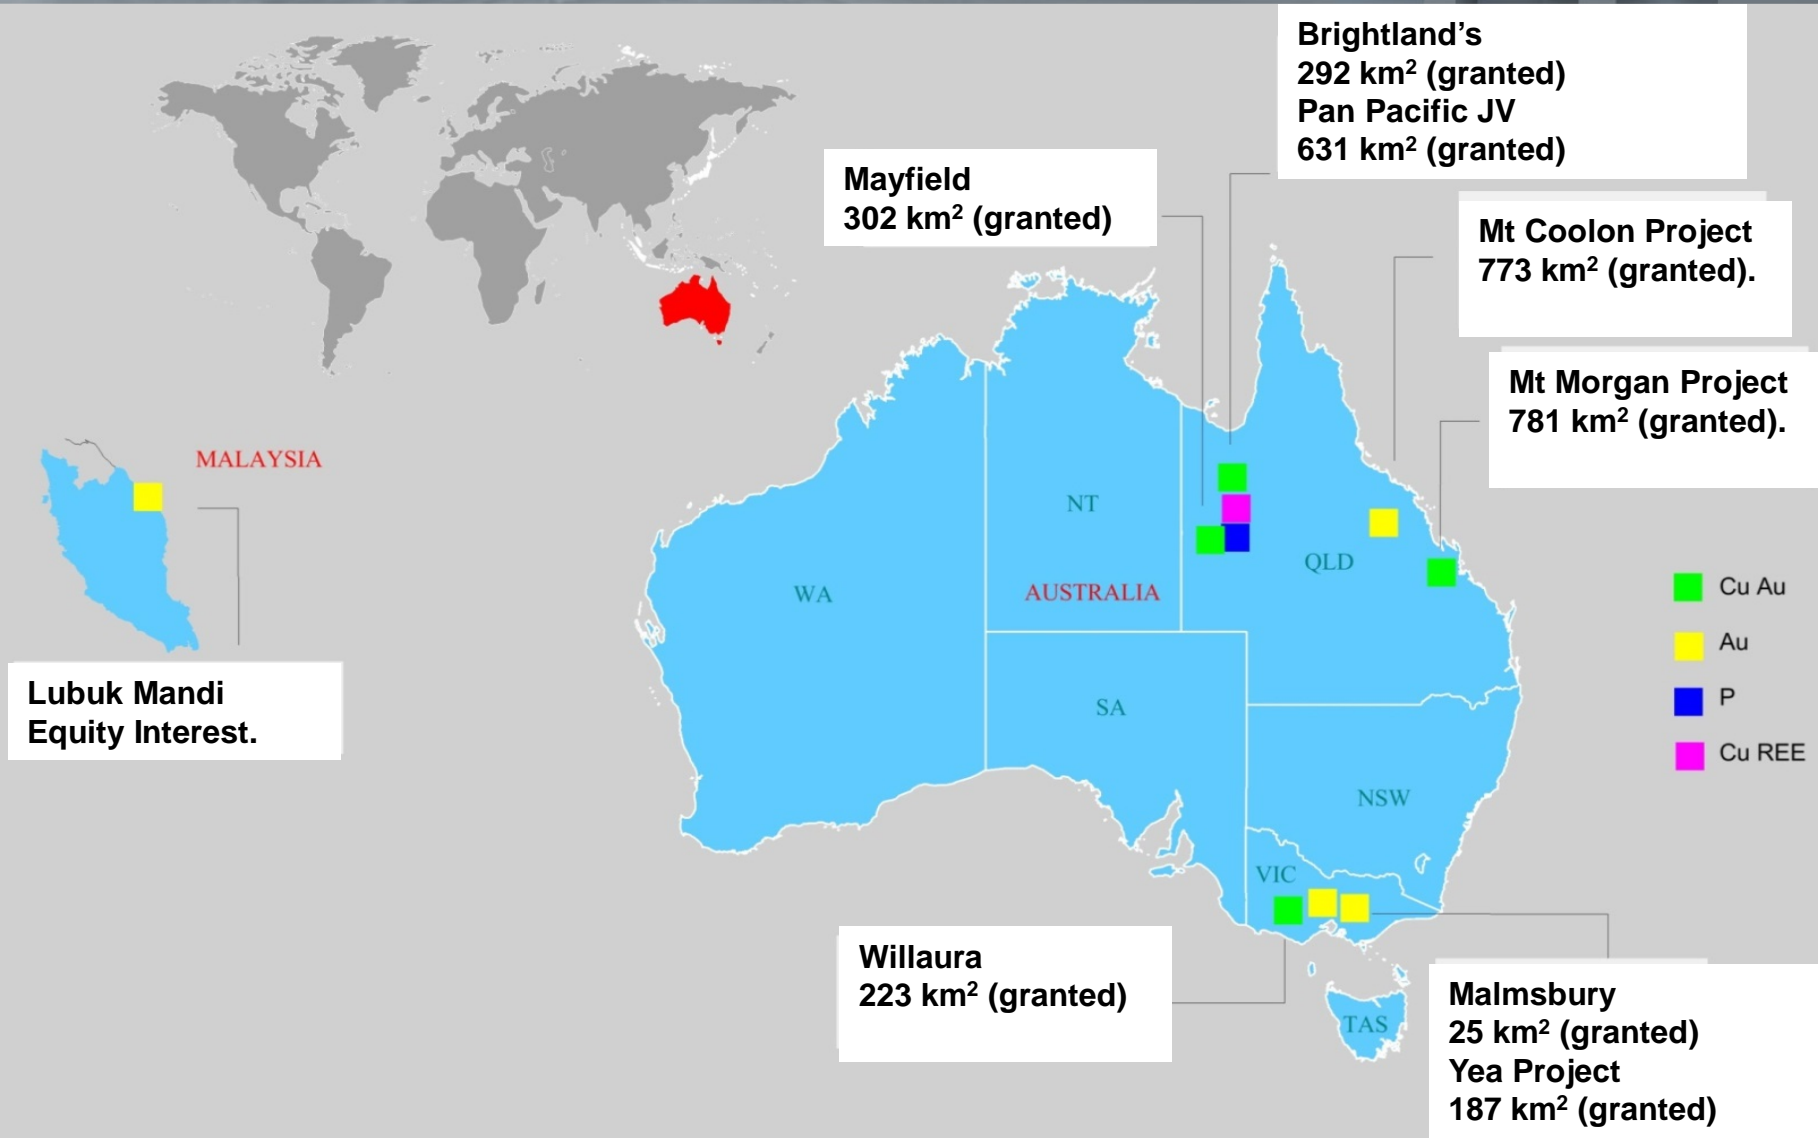 Brightland’s
292 km² (granted)
Pan Pacific JV
631 km² (granted)
Mayfield
302 km² (granted)
Mt Coolon Project
773 km² (granted).
Mt Morgan Project
781 km² (granted).
MALAYSIA
NT
QLD
WA
AUSTRALIA
Cu Au
Au
P
Cu REE
Lubuk Mandi
Equity Interest.
SA
NSW
VIC
Willaura
223 km² (granted)
TAS
Malmsbury
25 km² (granted)
Yea Project
187 km² (granted)